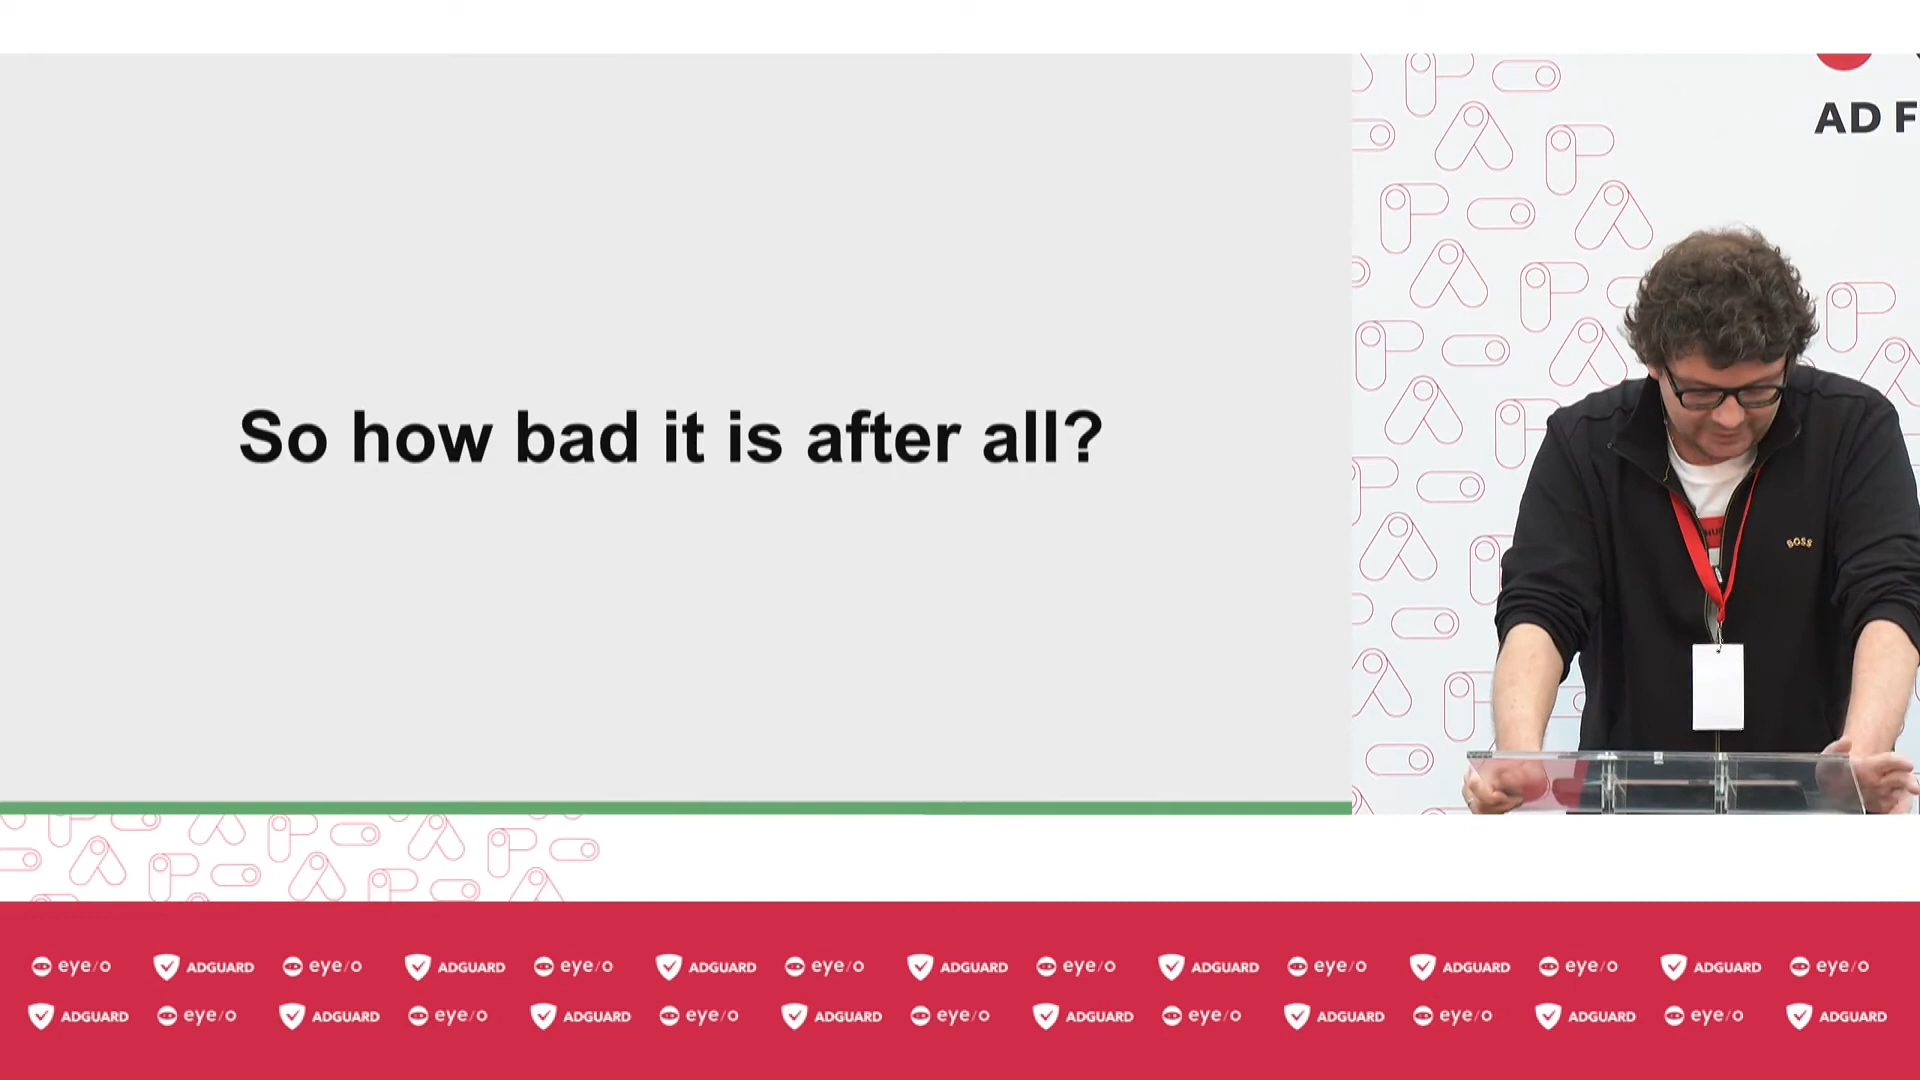 So how bad it is after all?
AD F
BOSS
eye/o ADGUARD eye/o ADGUARD eye/o ADGUARD eye/o ADGUARD eye/o ADGUARD eye/o ADGUARD eye/o ADGUARD eye/o
ADGUARD eye/o ADGUARD eye/o ADGUARD eye/o ADGUARD eye/o ADGUARD eye/o ADGUARD eye/o ADGUARD eye/o ADGUARD